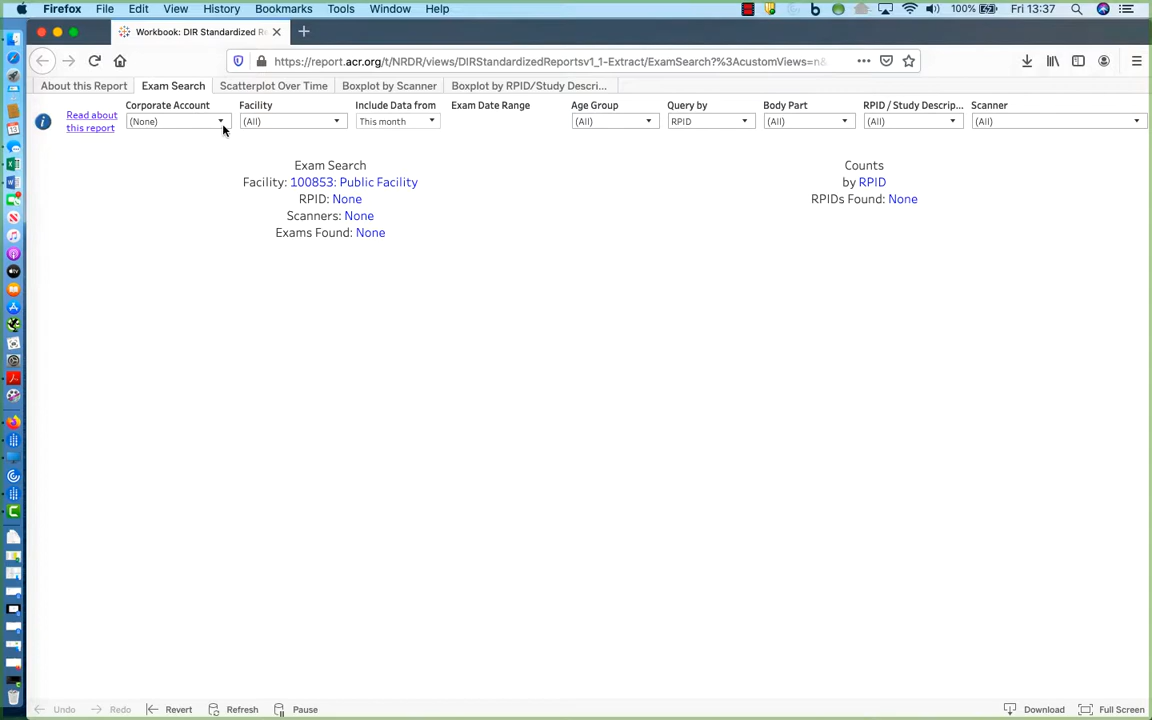 Firefox File Edit View History Bookmarks Tools Window Help 100% Fri 13:37
Workbook: DIR Standardized R
https://report.acr.org/t/NRDR/views/DIRStandardizedReportsv1_1-Extract/ExamSearch?%3AcustomViews=n&
About this Report Exam Search Scatterplot Over Time Boxplot by Scanner Boxplot by RPID/Study Descri...
Read about this report
Corporate Account Facility Include Data from Exam Date Range Age Group Query by Body Part RPID / Study Descrip... Scanner
(None) (All) This month (All) RPID (All) (All) (All)
Exam Search
Facility: 100853: Public Facility
RPID: None
Scanners: None
Exams Found: None
Counts
by RPID
RPIDs Found: None
Undo Redo Revert Refresh Pause Download Full Screen